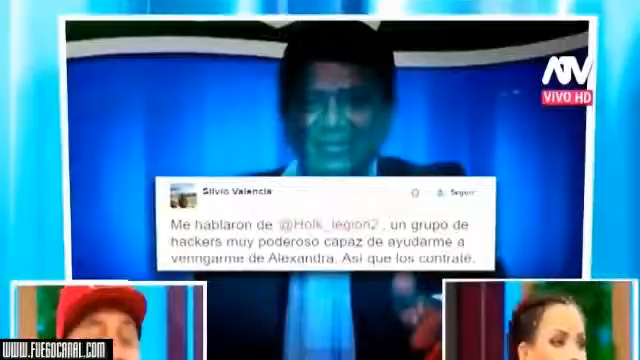 ATV
VIVO HD
Silvio Valencia
Seguir
Me hablaron de @Holk_legion2 , un grupo de
hackers muy poderoso capaz de ayudarme a
venngarme de Alexandra. Así que los contraté.
WWW.FUEGOCANAL.COM